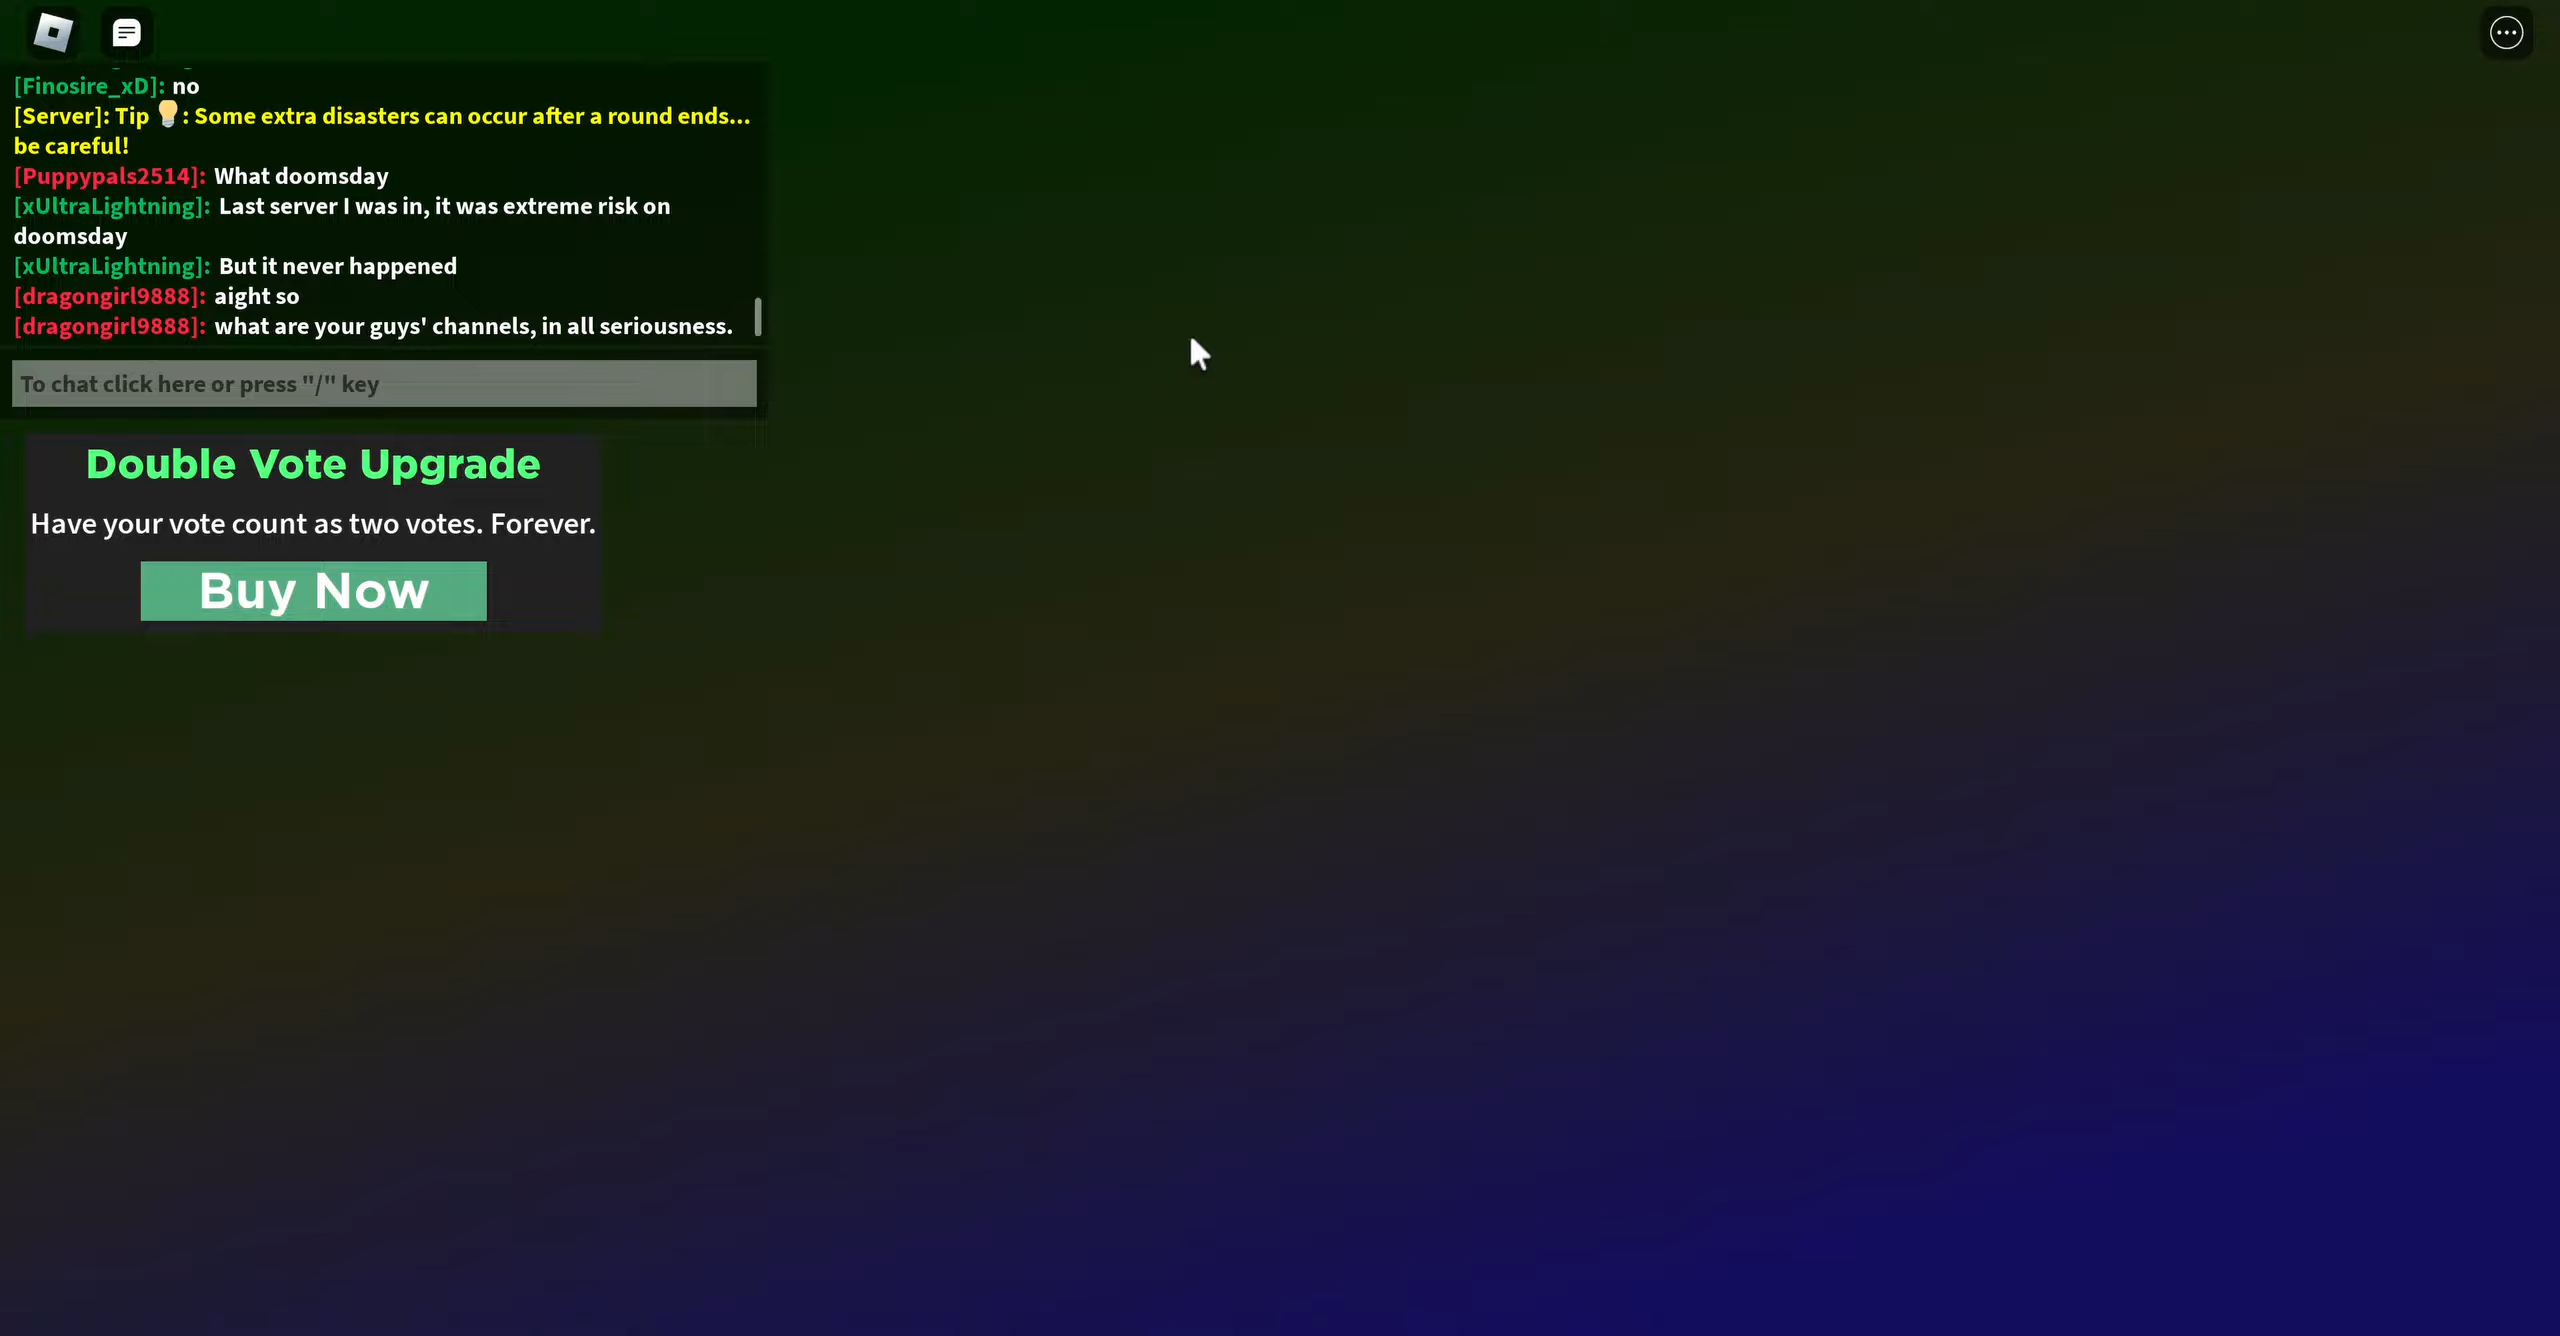 [Finosire_xD]: no
[Server]: Tip 💡: Some extra disasters can occur after a round ends...
be careful!
[Puppypals2514]: What doomsday
[xUltraLightning]: Last server I was in, it was extreme risk on
doomsday
[xUltraLightning]: But it never happened
[dragongirl9888]: aight so
[dragongirl9888]: what are your guys' channels, in all seriousness.
To chat click here or press "/" key
Double Vote Upgrade
Have your vote count as two votes. Forever.
Buy Now